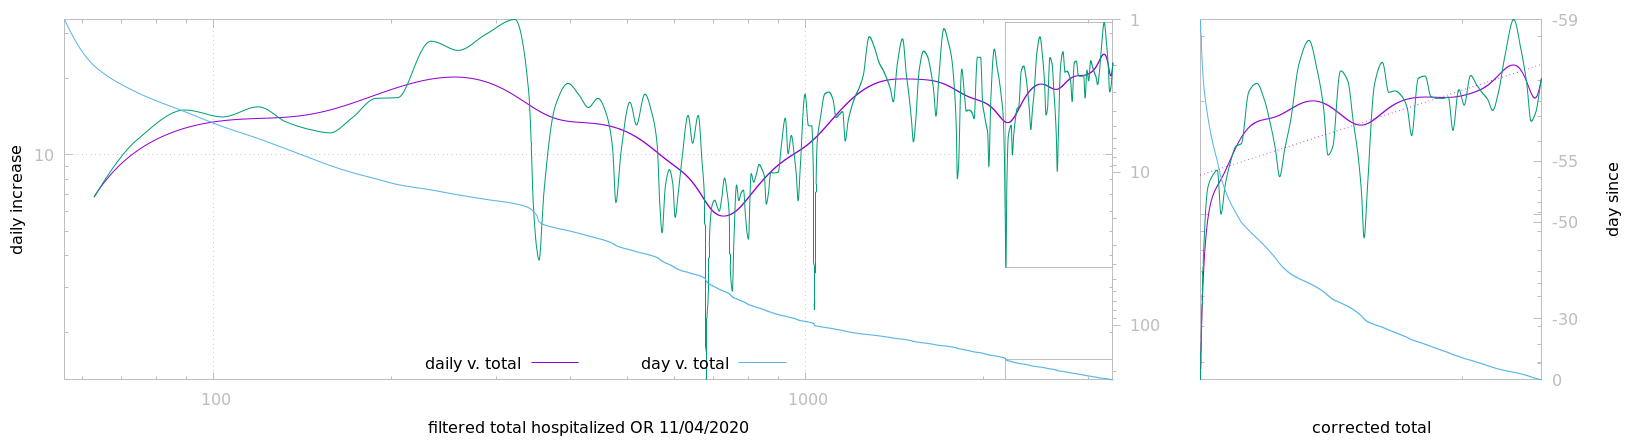 1
-59
daily increase
10
10
-55
-50
day since
100
-30
daily v. total
day v. total
0
100
1000
filtered total hospitalized OR 11/04/2020
corrected total